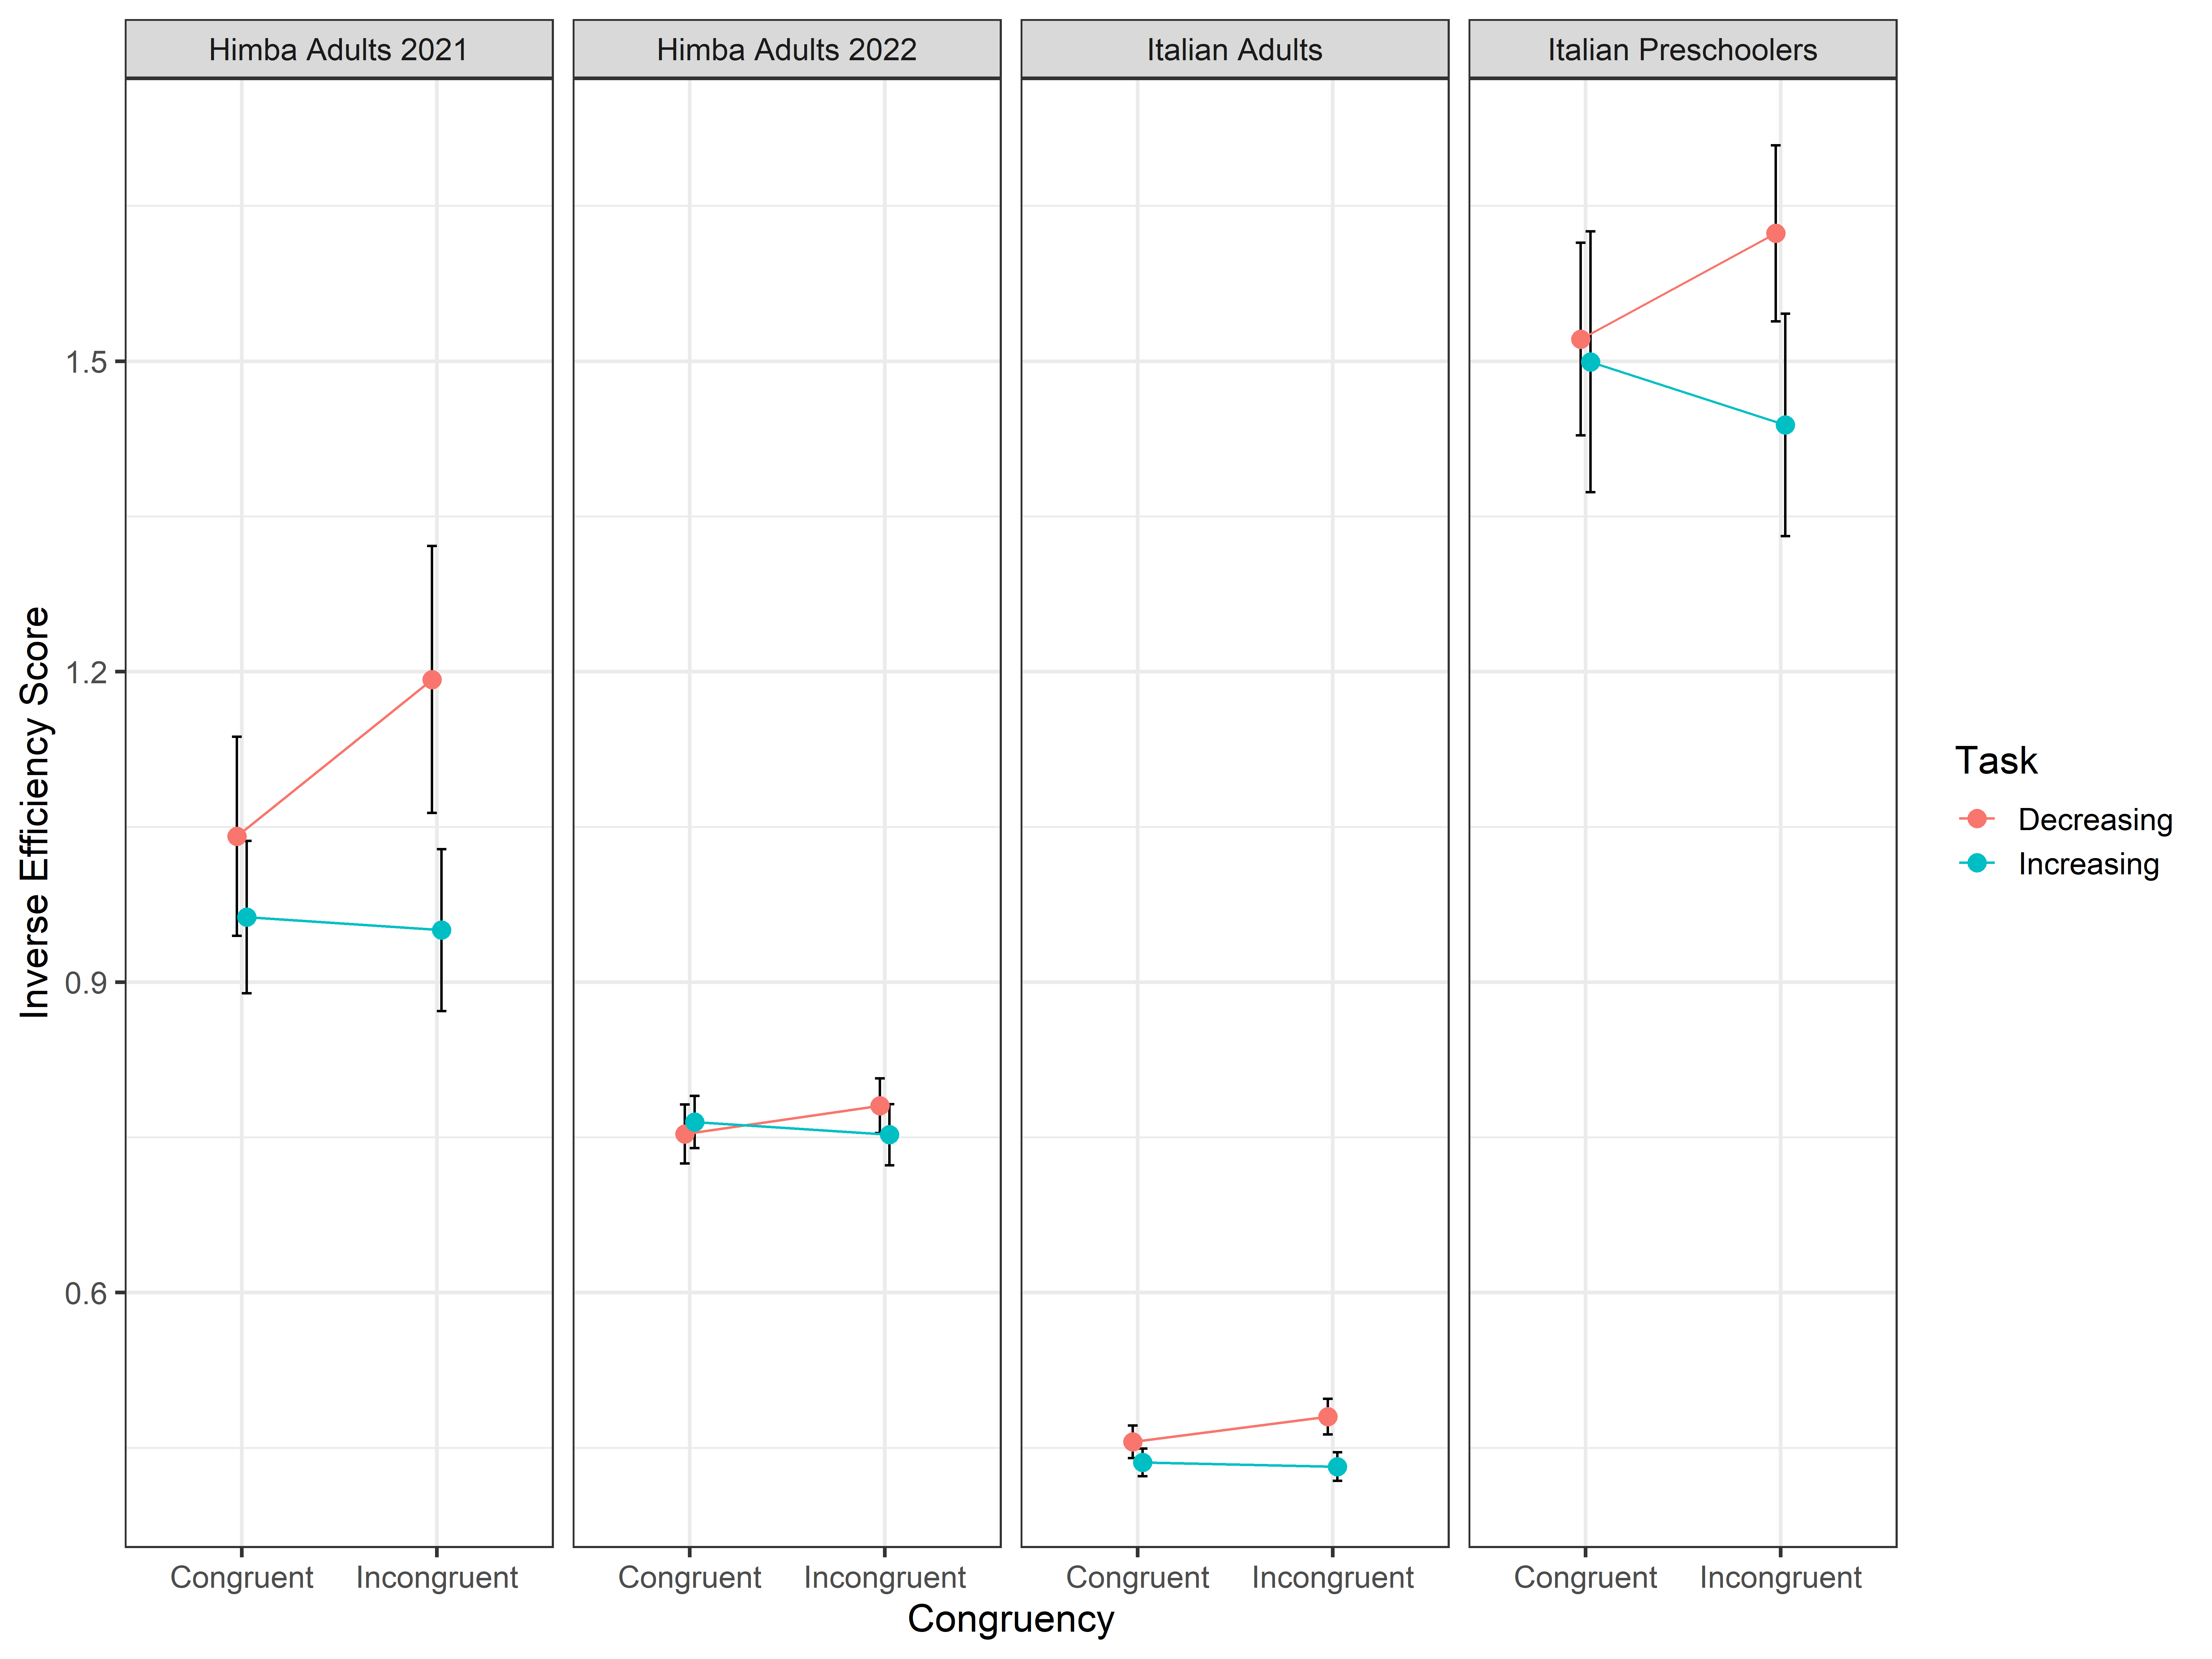 Himba Adults 2021
Himba Adults 2022
Italian Adults
Italian Preschoolers
Inverse Efficiency Score
1.5
1.2
0.9
0.6
Congruent Incongruent
Congruent Incongruent
Congruent Incongruent
Congruent Incongruent
Congruency
Task
Decreasing
Increasing